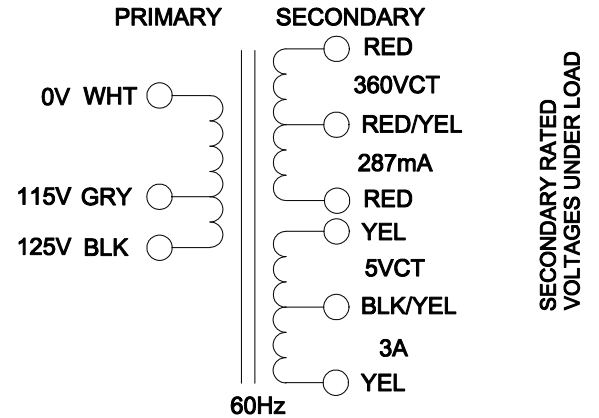 PRIMARY
SECONDARY
0V WHT
115V GRY
125V BLK
RED
360VCT
RED/YEL
287mA
RED
YEL
5VCT
BLK/YEL
3A
YEL
60Hz
SECONDARY RATED
VOLTAGES UNDER LOAD